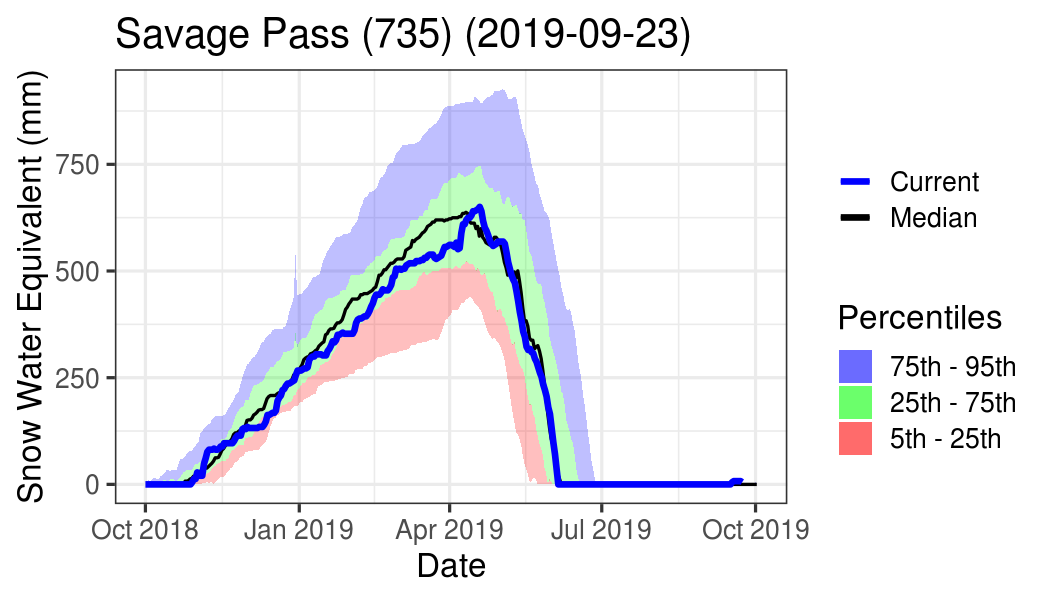 Savage Pass (735) (2019-09-23)
Snow Water Equivalent (mm)
750
500
250
0
Oct 2018 Jan 2019 Apr 2019 Jul 2019 Oct 2019
Date
Current
Median
Percentiles
75th - 95th
25th - 75th
5th - 25th